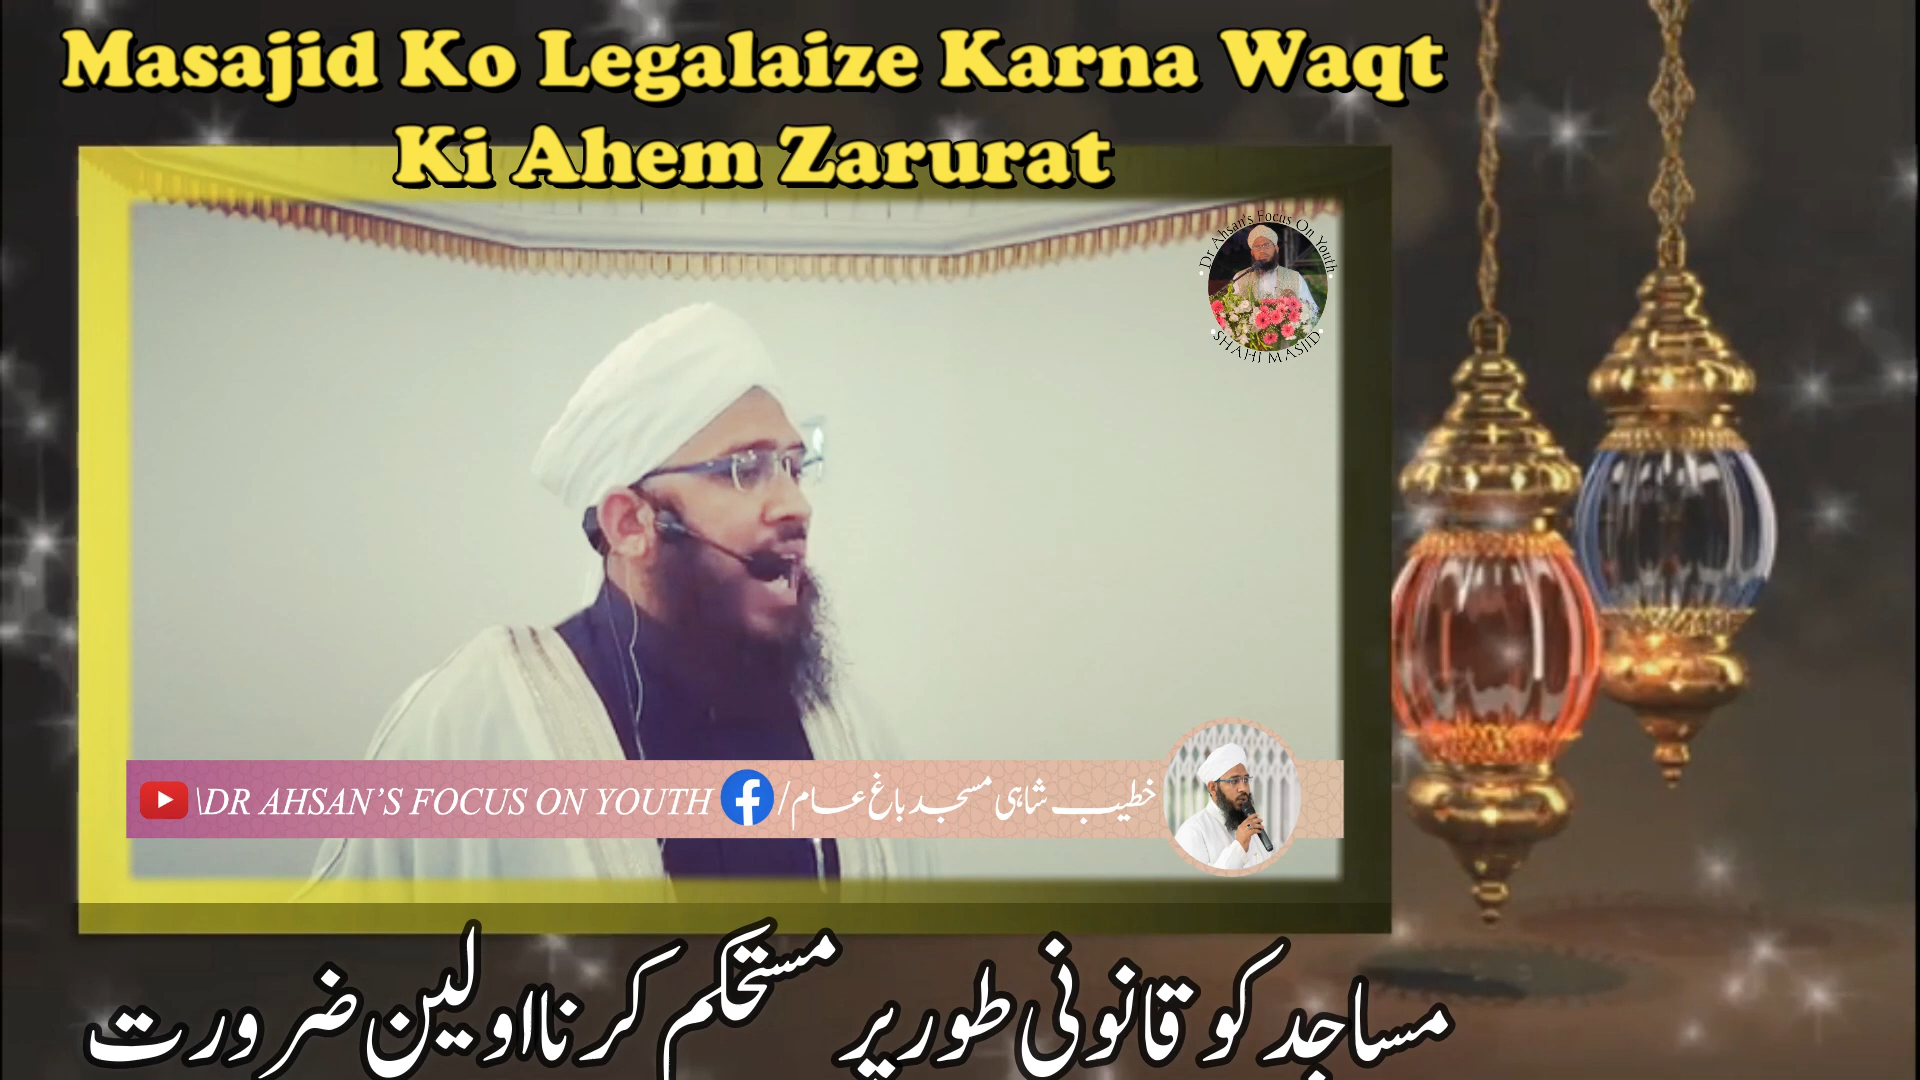 Masajid Ko Legalaize Karna Waqt
Ki Ahem Zarurat
Dr Ahsan's Focus On Youth
SHAHI MASJID
\DR AHSAN'S FOCUS ON YOUTH
/خطیب شاہی مسجد باغ عام
مساجد کو قانونی طور پر مستحکم کرنا اولین ضرورت